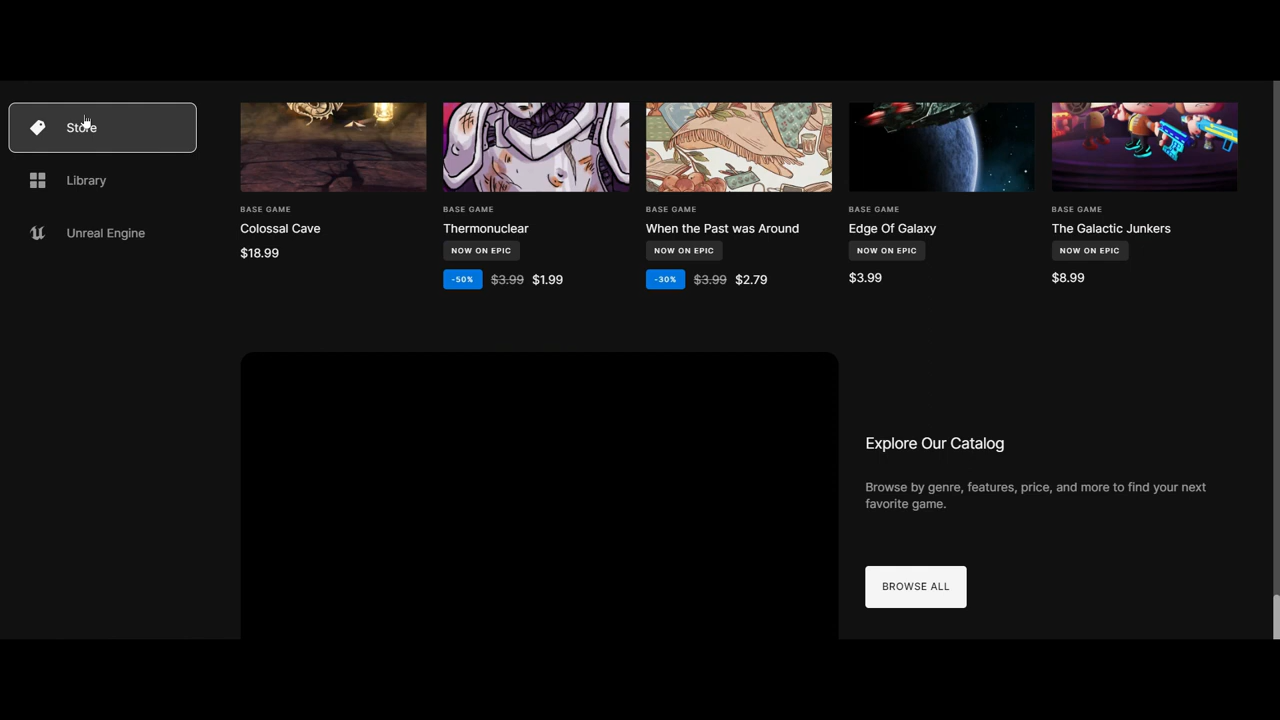 Store
Library
Unreal Engine
BASE GAME
Colossal Cave
$18.99
BASE GAME
Thermonuclear
NOW ON EPIC
-50% $3.99 $1.99
BASE GAME
When the Past was Around
NOW ON EPIC
-30% $3.99 $2.79
BASE GAME
Edge Of Galaxy
NOW ON EPIC
$3.99
BASE GAME
The Galactic Junkers
NOW ON EPIC
$8.99
Explore Our Catalog
Browse by genre, features, price, and more to find your next
favorite game.
BROWSE ALL